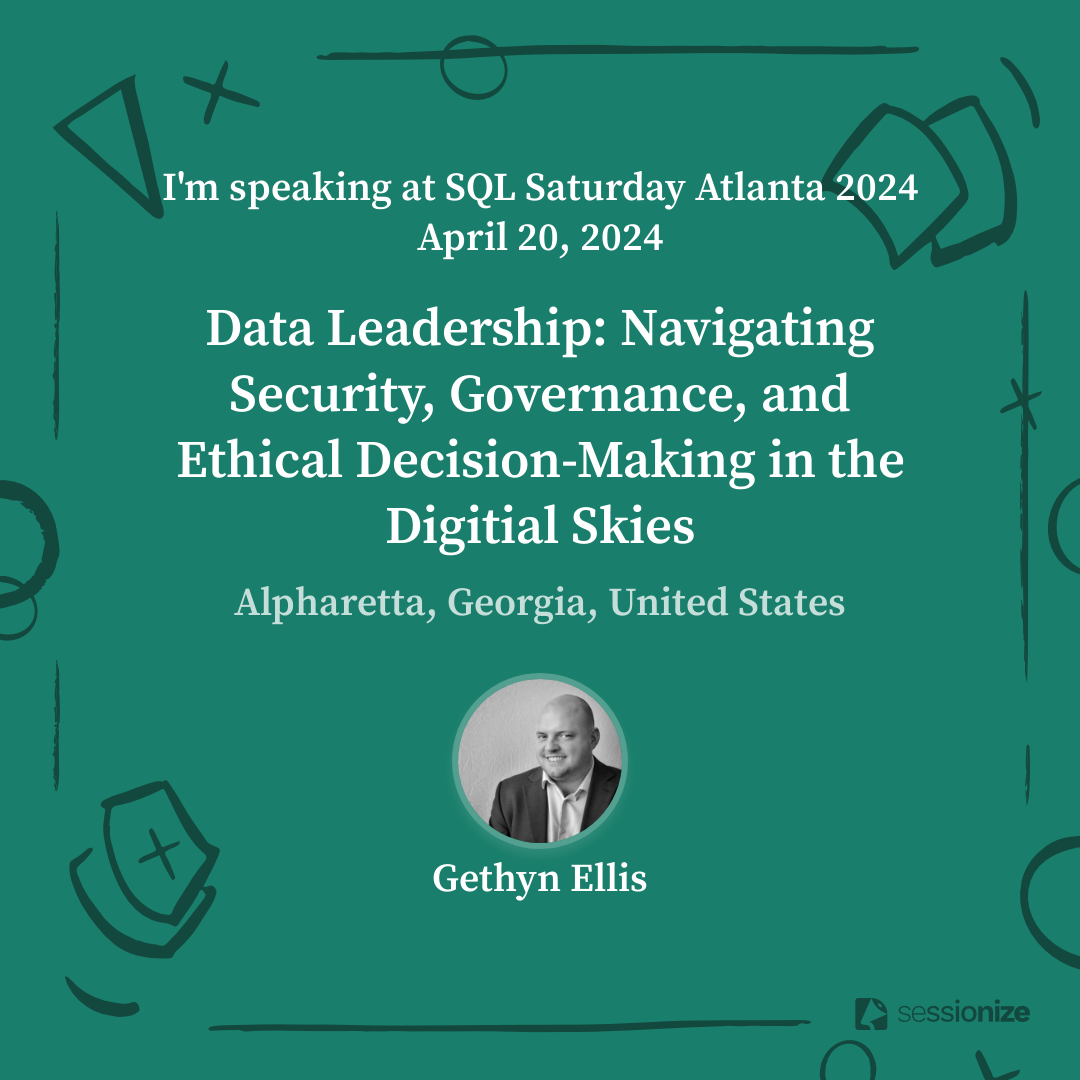 I'm speaking at SQL Saturday Atlanta 2024
April 20, 2024
Data Leadership: Navigating
Security, Governance, and
Ethical Decision-Making in the
Digitial Skies
Alpharetta, Georgia, United States
Gethyn Ellis
sessionize